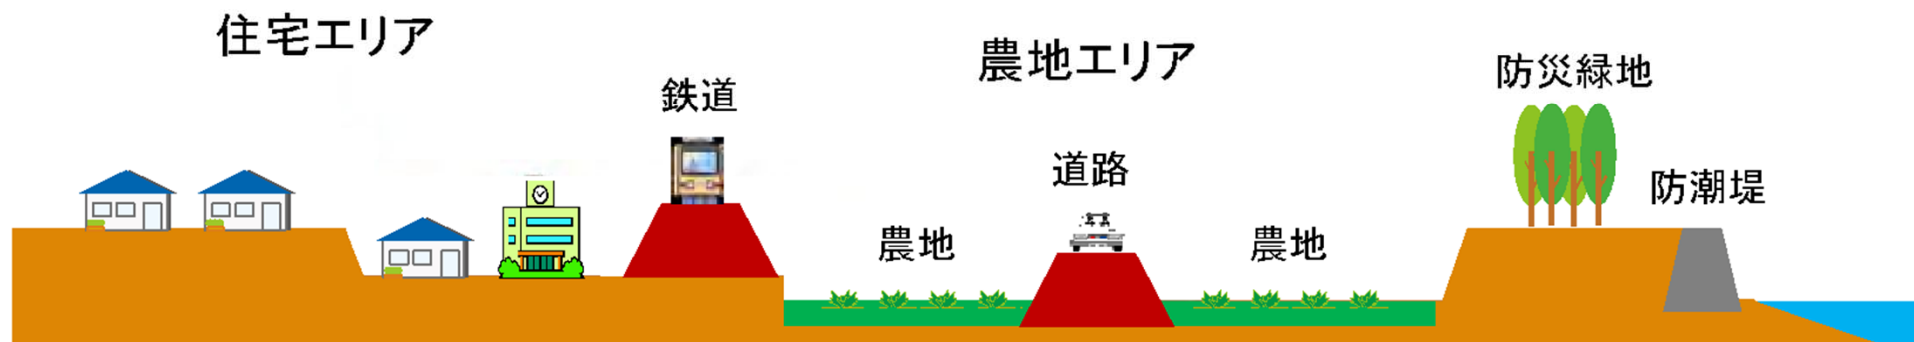 住宅エリア
鉄道
農地エリア
農地
道路
農地
防災緑地
防潮堤